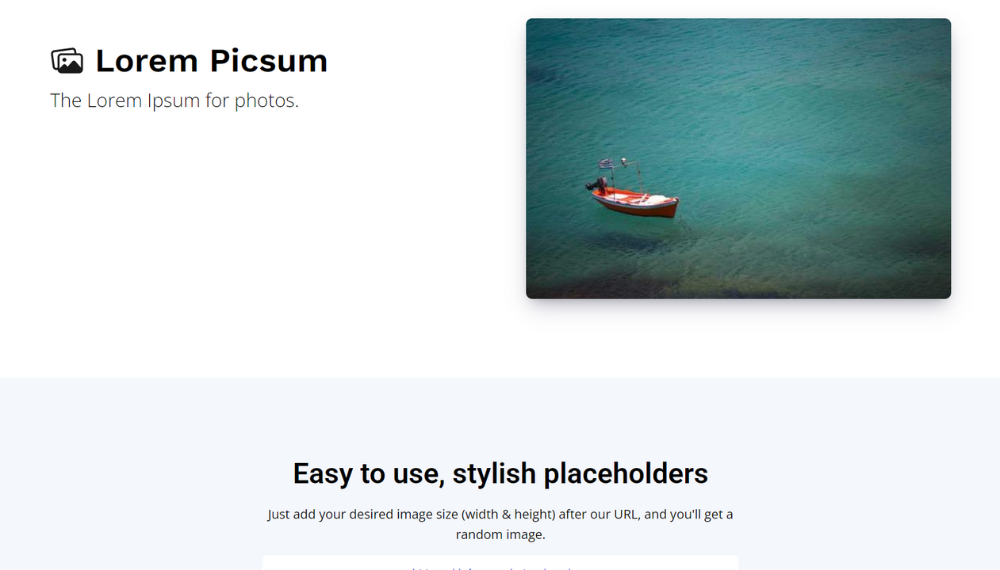 Lorem Picsum
The Lorem Ipsum for photos.
Easy to use, stylish placeholders
Just add your desired image size (width & height) after our URL, and you'll get a
random image.